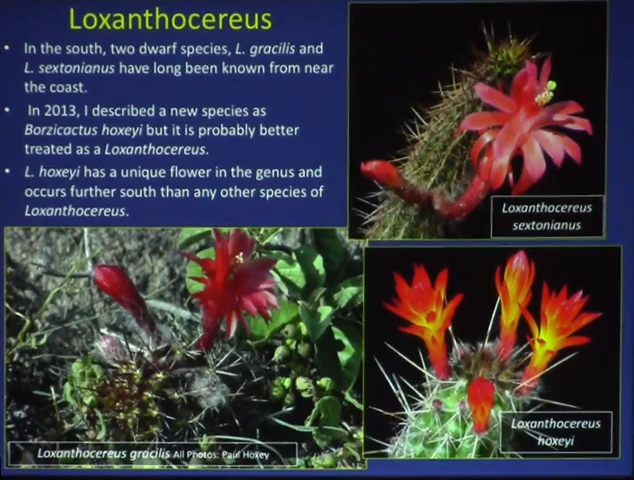 Loxanthocereus
• In the south, two dwarf species, L. gracilis and
L. sextonianus have long been known from near
the coast.
• In 2013, I described a new species as
Borzicactus hoxeyi but it is probably better
treated as a Loxanthocereus.
• L. hoxeyi has a unique flower in the genus and
occurs further south than any other species of
Loxanthocereus.
Loxanthocereus
sextonianus
Loxanthocereus
hoxeyi
Loxanthocereus gracilis All Photos: Paul Hoxey